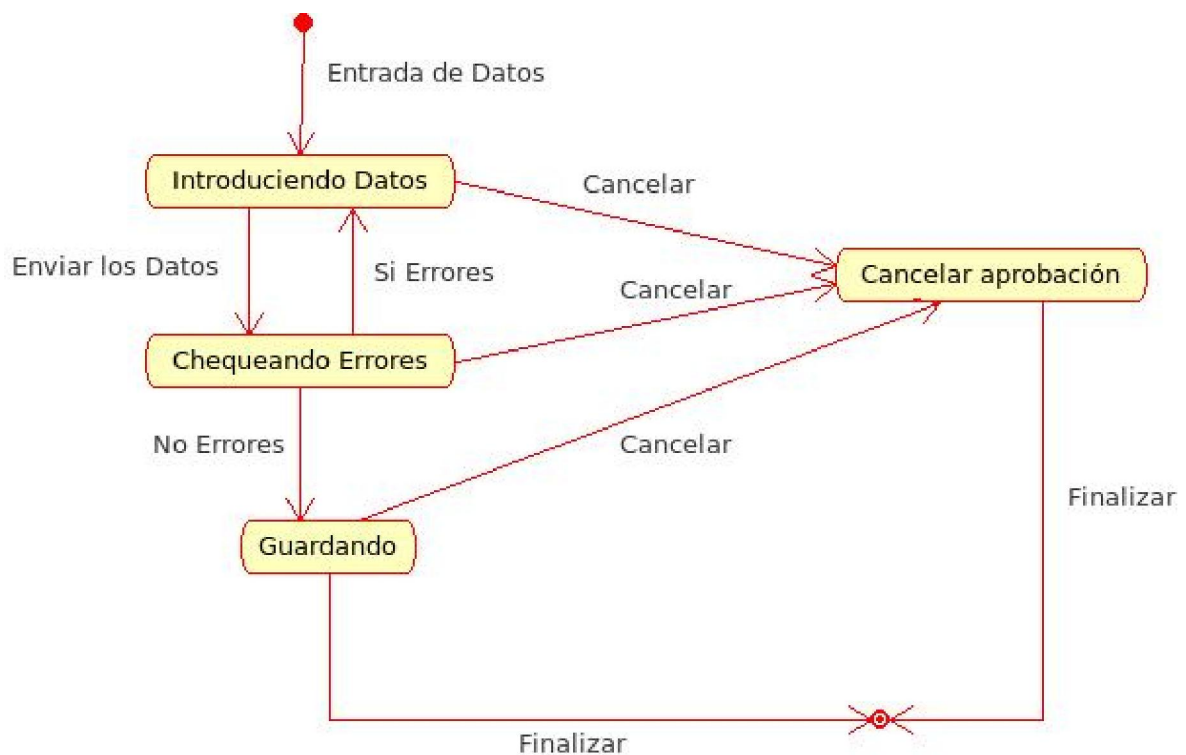 Entrada de Datos
Introduciendo Datos
Cancelar
Enviar los Datos
Si Errores
Cancelar
Cancelar aprobación
Chequeando Errores
No Errores
Cancelar
Finalizar
Guardando
Finalizar